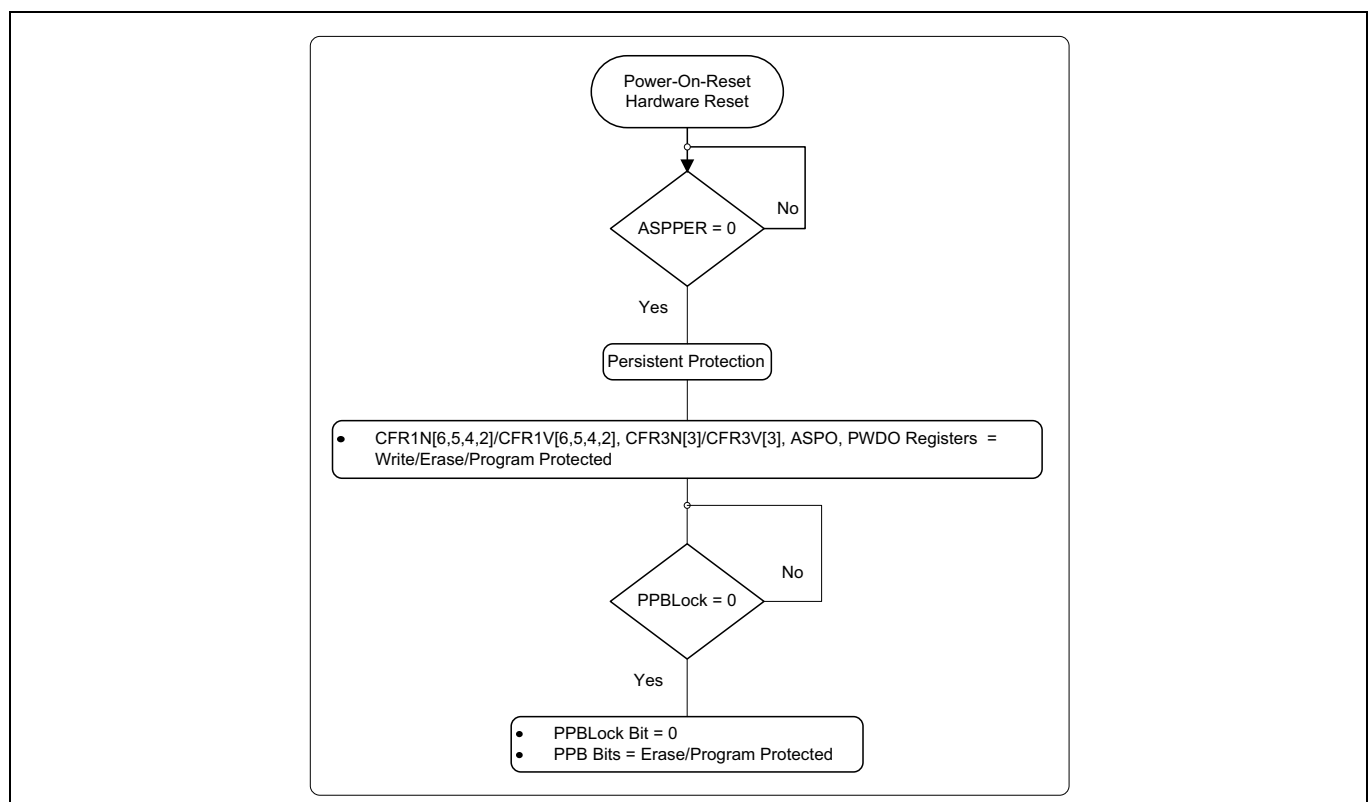 Power-On-Reset
Hardware Reset
No
ASPPER = 0
Yes
Persistent Protection
• CFR1N[6,5,4,2]/CFR1V[6,5,4,2], CFR3N[3]/CFR3V[3], ASPO, PWDO Registers =
Write/Erase/Program Protected
No
PPBLock = 0
Yes
• PPBLock Bit = 0
• PPB Bits = Erase/Program Protected